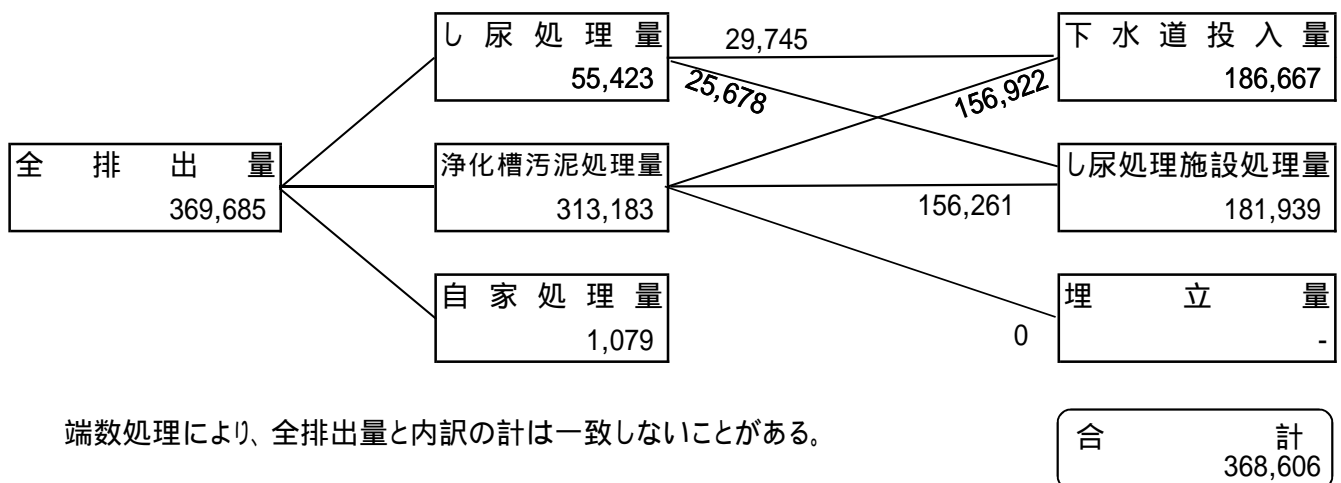 し尿処理量
55,423
29,745
25,678
156,922
下水道投入量
186,667
全排出量
369,685
浄化槽汚泥処理量
313,183
156,261
し尿処理施設処理量
181,939
自家処理量
1,079
0
埋立量
-
端数処理により、全排出量と内訳の計は一致しないことがある。
合計
368,606